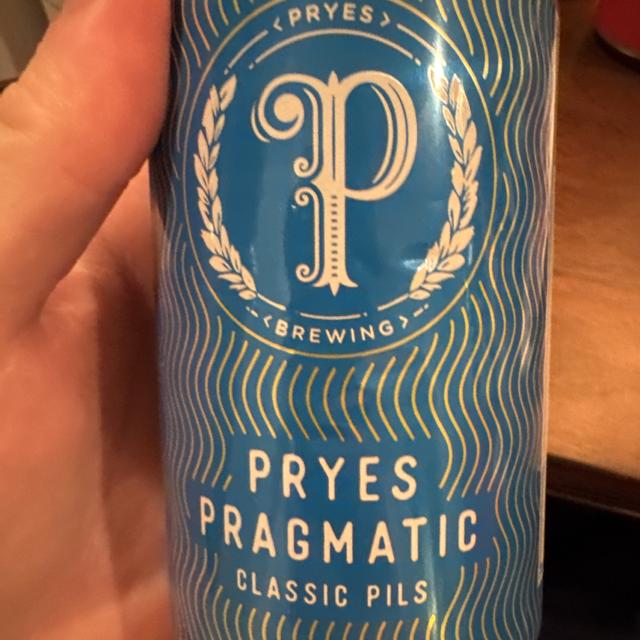 <PRYES>
P
<BREWING>
PRYES
PRAGMATIC
CLASSIC PILS